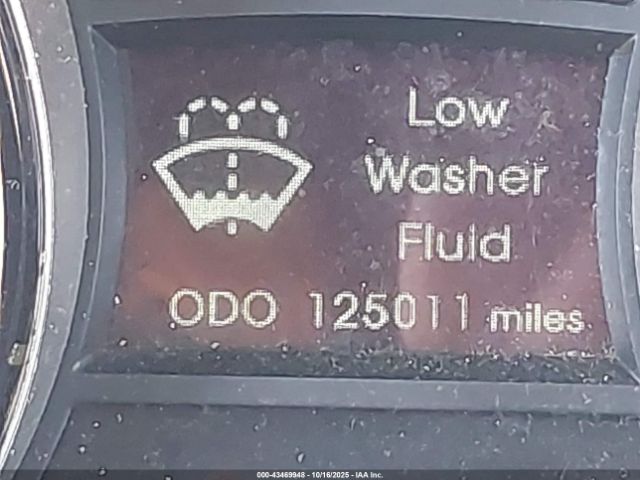 Low
Washer
Fluid
ODO 125011 miles
000-43469948 - 10/16/2025 - IAA Inc.